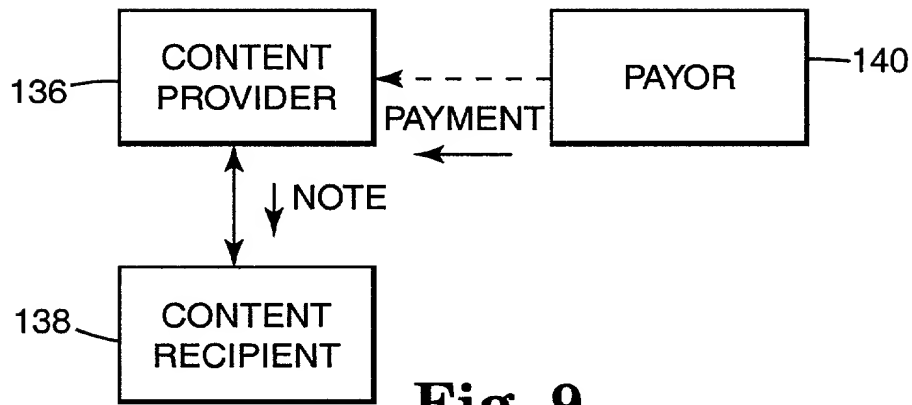 CONTENT
PROVIDER
136
PAYOR
140
PAYMENT
NOTE
CONTENT
RECIPIENT
138
Fig. 9